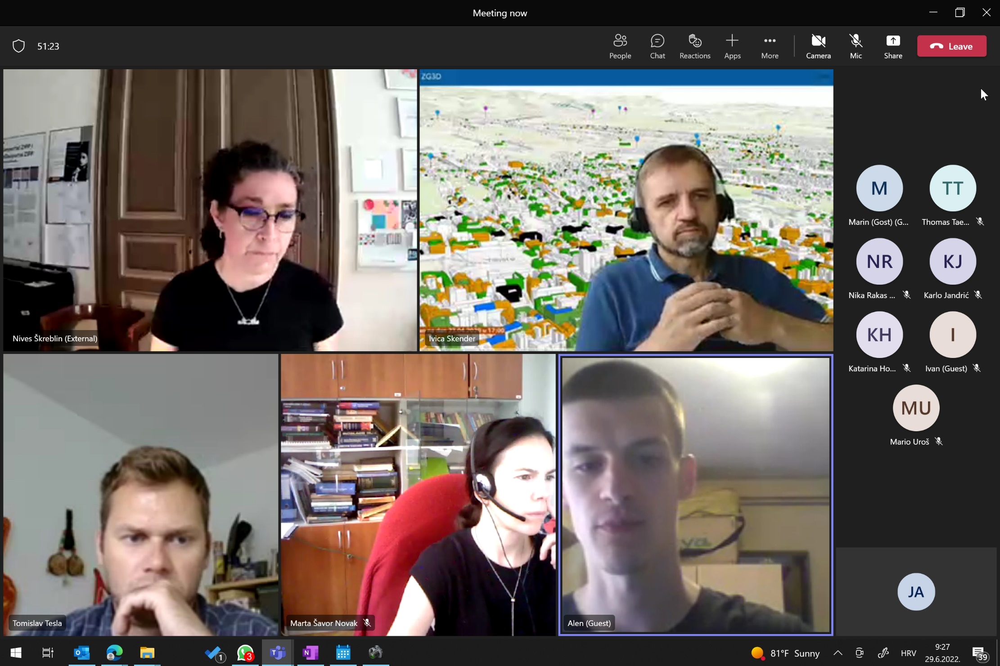 Meeting now
51:23
People
Chat
Reactions
Apps
More
Camera
Mic
Share
Leave
ZG3D
Nives Škreblin (External)
Ivica Skender
Tomislav Tesla
Marta Šavor Novak
Alen (Guest)
M
Marin (Gost) (G...
TT
Thomas Tae...
NR
Nika Rakas ...
KJ
Karlo Jandrić
KH
Katarina Ho...
I
Ivan (Guest)
MU
Mario Uroš
JA
1
3
81°F Sunny
HRV
9:27
29.6.2022.
39